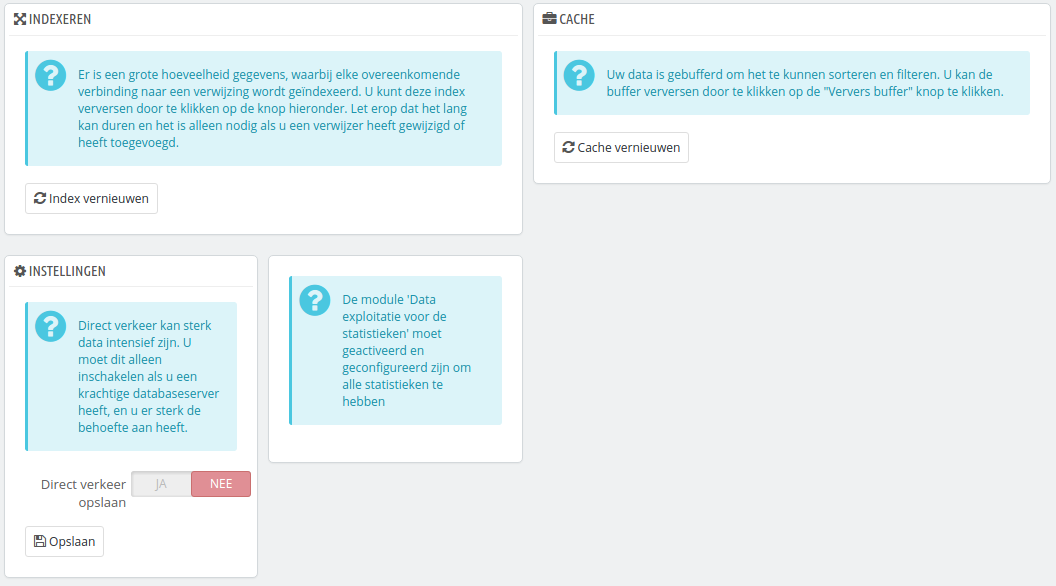 INDEXEREN
Er is een grote hoeveelheid gegevens, waarbij elke overeenkomende
verbinding naar een verwijzing wordt geïndexeerd. U kunt deze index
verversen door te klikken op de knop hieronder. Let erop dat het lang
kan duren en het is alleen nodig als u een verwijzer heeft gewijzigd of
heeft toegevoegd.
Index vernieuwen
CACHE
Uw data is gebufferd om het te kunnen sorteren en filteren. U kan de
buffer verversen door te klikken op de "Ververs buffer" knop te klikken.
Cache vernieuwen
INSTELLINGEN
Direct verkeer kan sterk
data intensief zijn. U
moet dit alleen
inschakelen als u een
krachtige databaseserver
heeft, en u er sterk de
behoefte aan heeft.
Direct verkeer
opslaan
JA
NEE
Opslaan
De module 'Data
exploitatie voor de
statistieken' moet
geactiveerd en
geconfigureerd zijn om
alle statistieken te
hebben